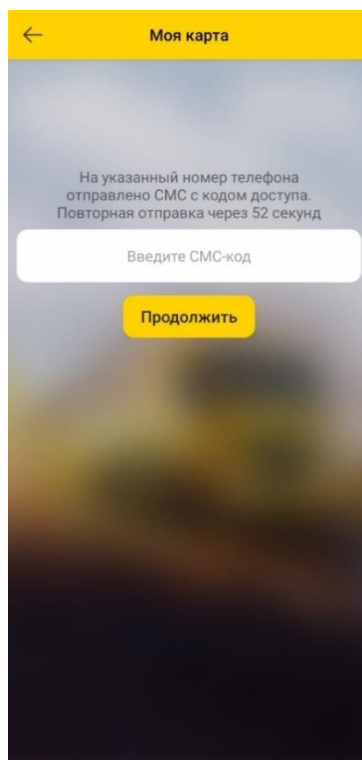 Моя карта
На указанный номер телефона
отправлено СМС с кодом доступа.
Повторная отправка через 52 секунд
Введите СМС-код
Продолжить